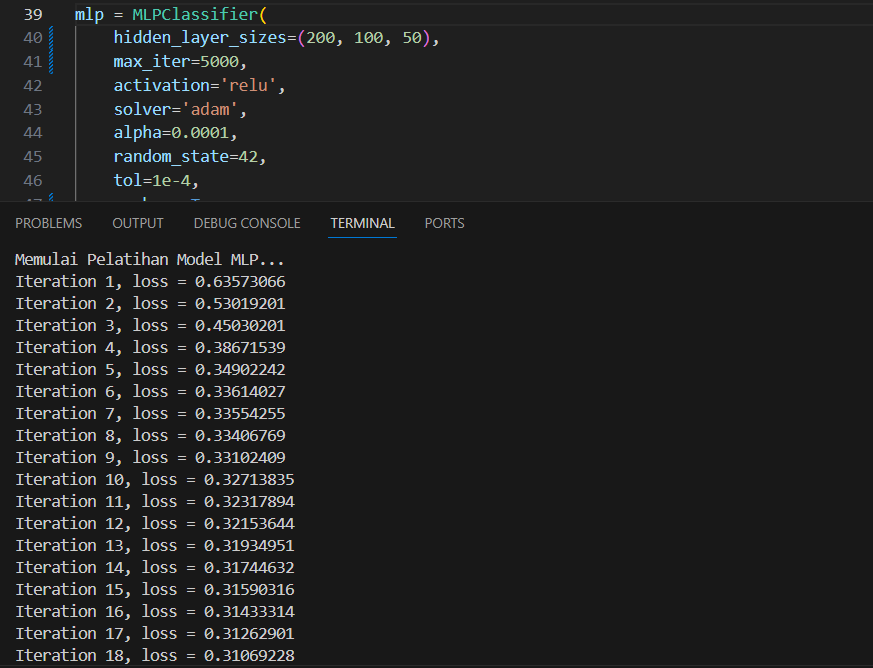 39 mlp = MLPClassifier(
40 hidden_layer_sizes=(200, 100, 50),
41 max_iter=5000,
42 activation='relu',
43 solver='adam',
44 alpha=0.0001,
45 random_state=42,
46 tol=1e-4,
PROBLEMS OUTPUT DEBUG CONSOLE TERMINAL PORTS
Memulai Pelatihan Model MLP...
Iteration 1, loss = 0.63573066
Iteration 2, loss = 0.53019201
Iteration 3, loss = 0.45030201
Iteration 4, loss = 0.38671539
Iteration 5, loss = 0.34902242
Iteration 6, loss = 0.33614027
Iteration 7, loss = 0.33554255
Iteration 8, loss = 0.33406769
Iteration 9, loss = 0.33102409
Iteration 10, loss = 0.32713835
Iteration 11, loss = 0.32317894
Iteration 12, loss = 0.32153644
Iteration 13, loss = 0.31934951
Iteration 14, loss = 0.31744632
Iteration 15, loss = 0.31590316
Iteration 16, loss = 0.31433314
Iteration 17, loss = 0.31262901
Iteration 18, loss = 0.31069228